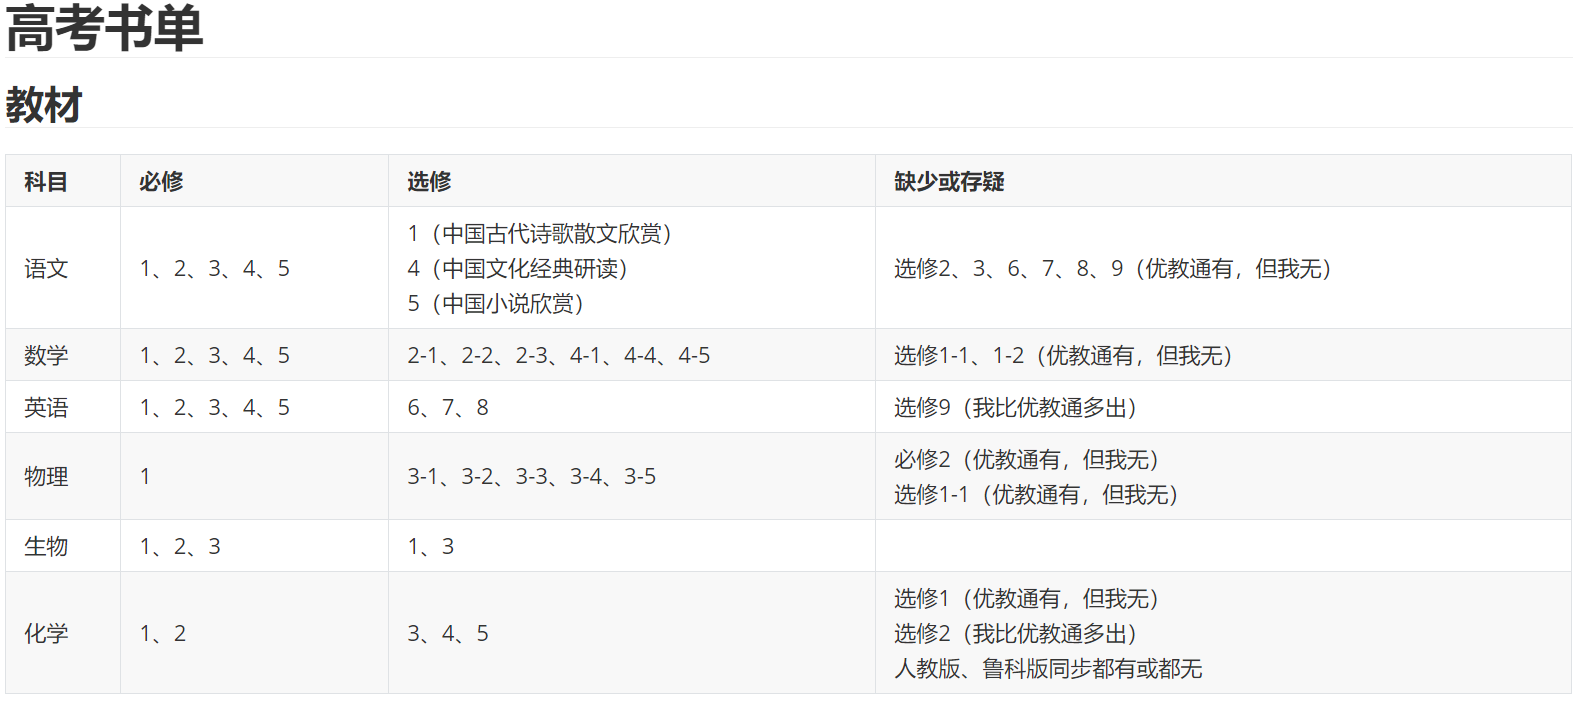 高考书单
教材
科目 必修 选修 缺少或存疑
1（中国古代诗歌散文欣赏）
语文 1、2、3、4、5 4（中国文化经典研读） 选修2、3、6、7、8、9（优教通有，但我无）
5（中国小说欣赏）
数学 1、2、3、4、5 2-1、2-2、2-3、4-1、4-4、4-5 选修1-1、1-2（优教通有，但我无）
英语 1、2、3、4、5 6、7、8 选修9（我比优教通多出）
必修2（优教通有，但我无）
物理 1 3-1、3-2、3-3、3-4、3-5
选修1-1（优教通有，但我无）
生物 1、2、3 1、3
选修1（优教通有，但我无）
化学 1、2 3、4、5 选修2（我比优教通多出）
人教版、鲁科版同步都有或都无